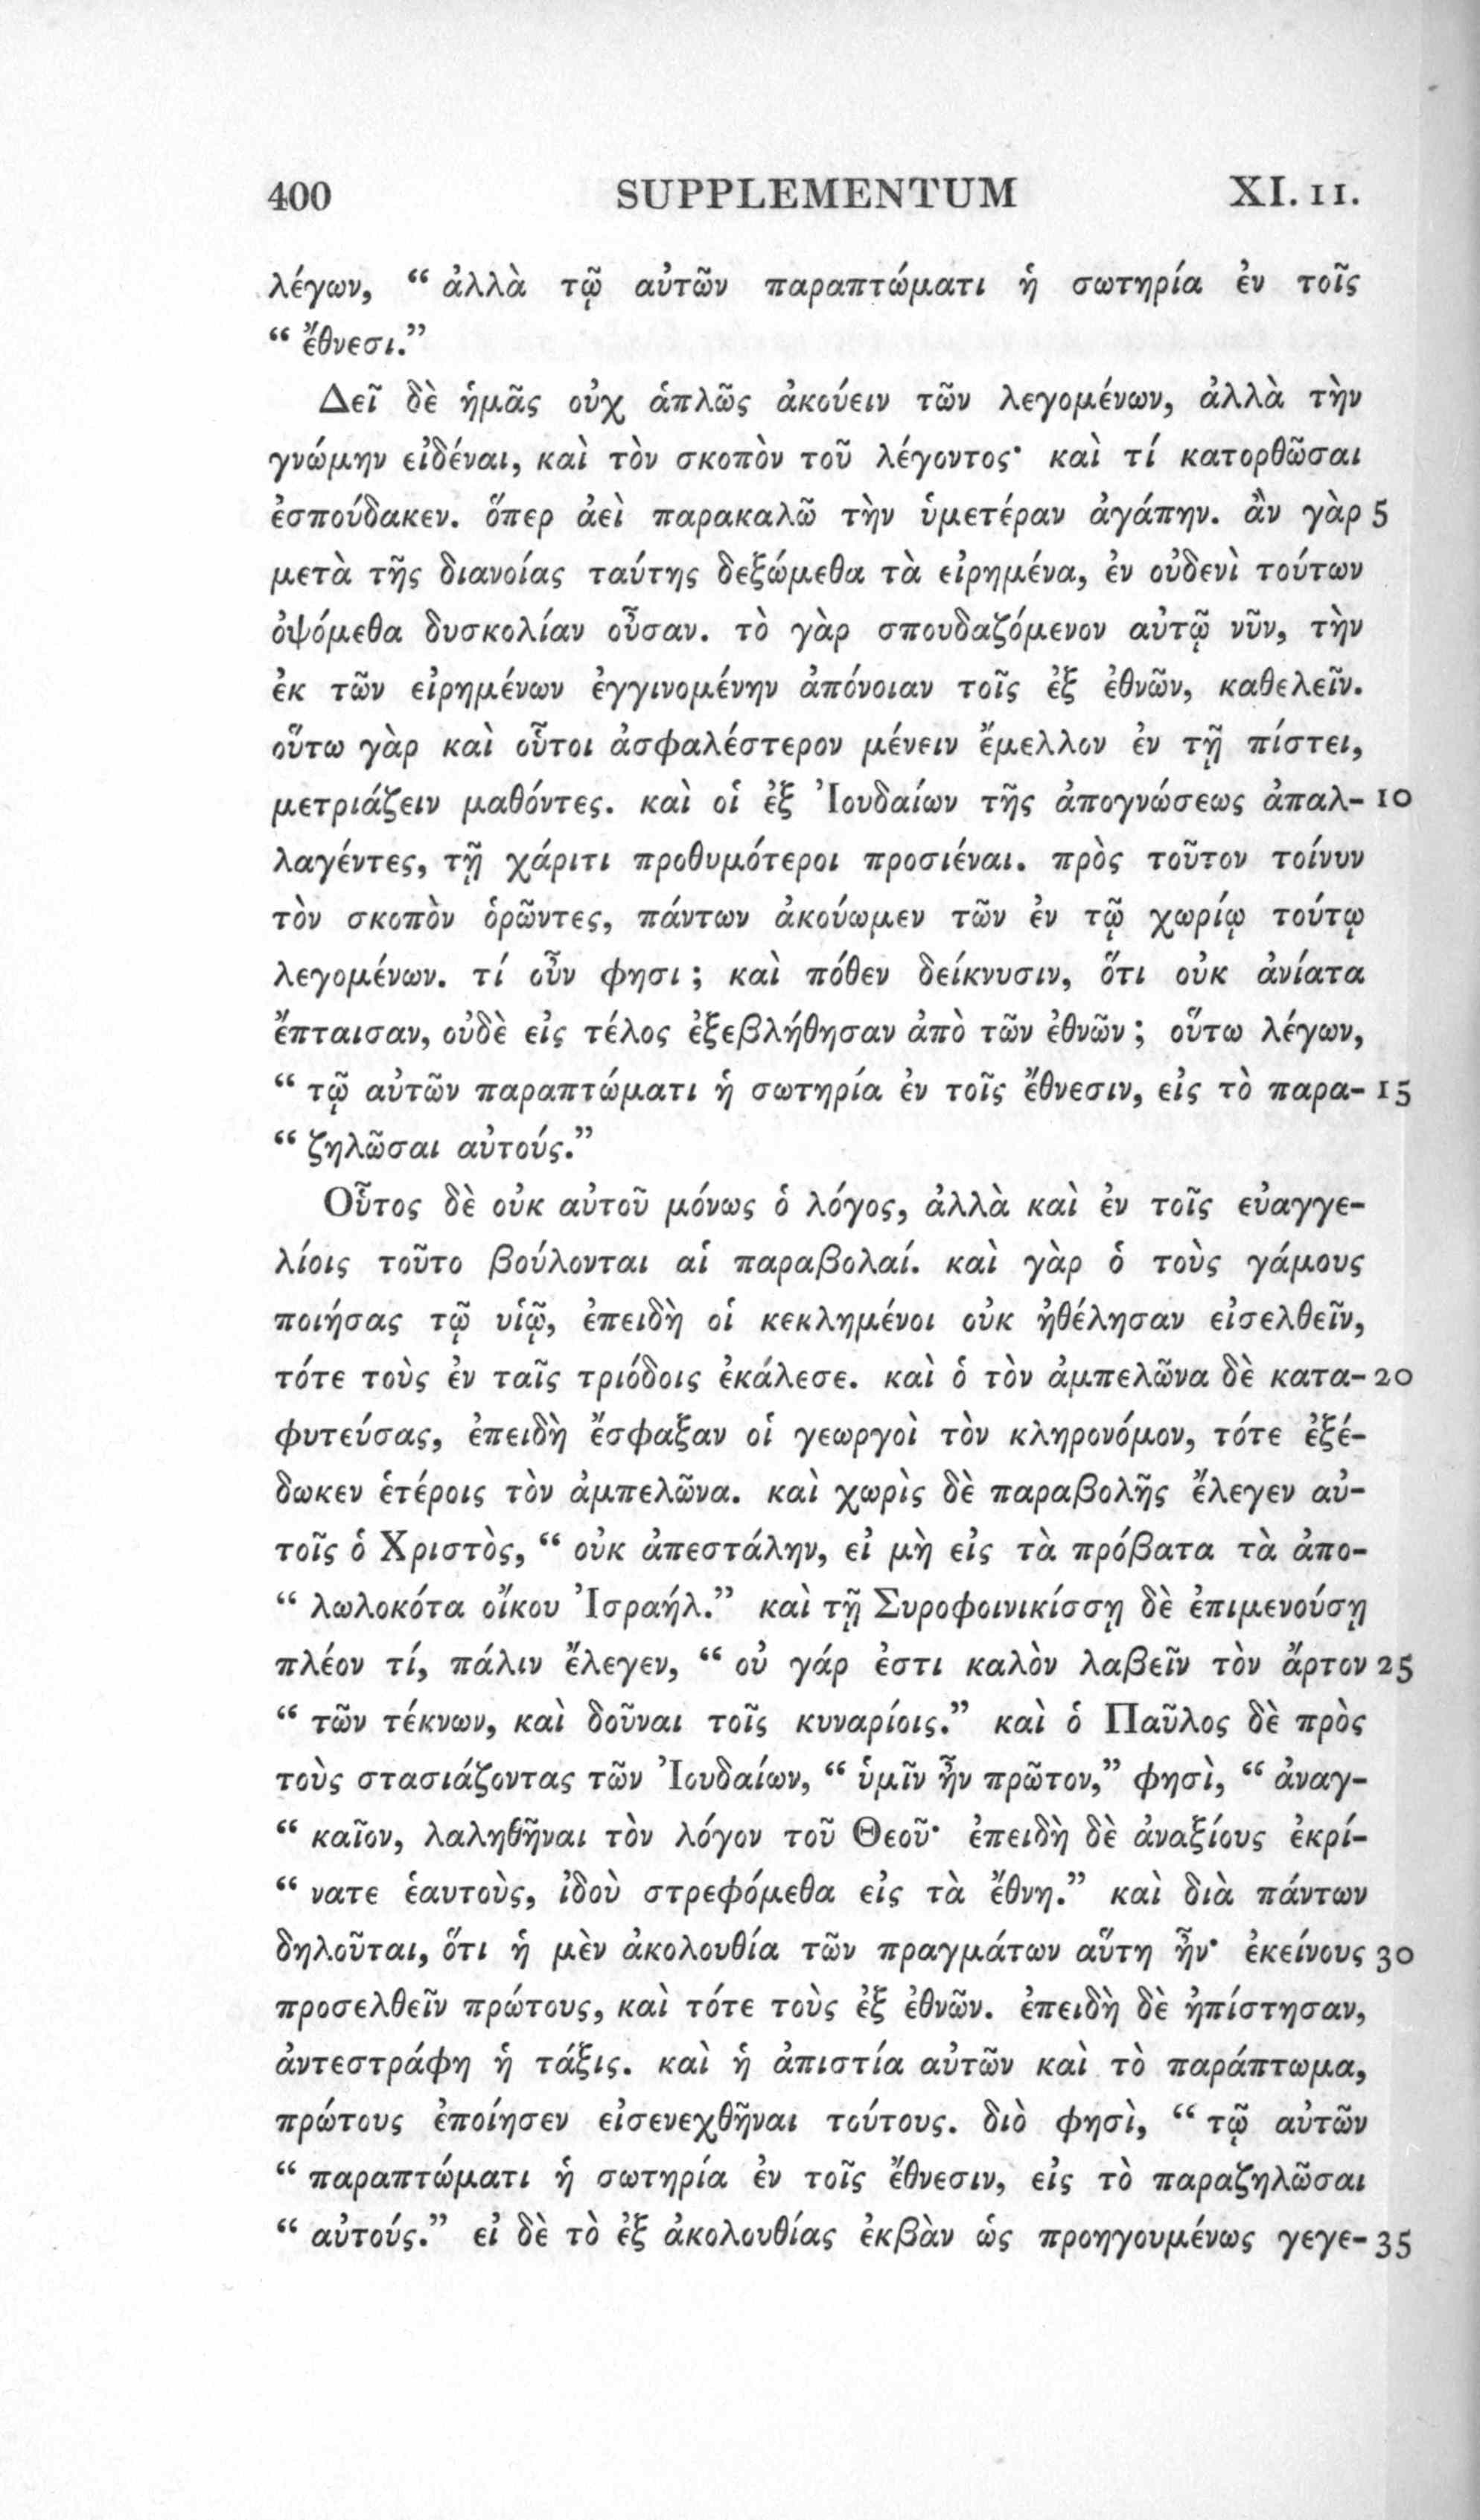 400 SUPPLEMENTUM XI. 11.
λέγων, “ ἀλλὰ τῷ αὐτῶν παραπτώματι ἡ σωτηρία ἐν τοῖς
“ ἔθνεσι.”
Δεῖ δὲ ἡμᾶς οὐχ ἁπλῶς ἀκούειν τῶν λεγομένων, ἀλλὰ τὴν
γνώμην εἰδέναι, καὶ τὸν σκοπὸν τοῦ λέγοντος· καὶ τί κατορθῶσαι
ἐσπούδακεν. ὅπερ ἀεὶ παρακαλῶ τὴν ὑμετέραν ἀγάπην. ἂν γὰρ 5
μετὰ τῆς διανοίας ταύτης δεξώμεθα τὰ εἰρημένα, ἐν οὐδενὶ τούτων
ὀψόμεθα δυσκολίαν οὖσαν. τὸ γὰρ σπουδαζόμενον αὐτῷ νῦν, τὴν
ἐκ τῶν εἰρημένων ἐγγινομένην ἀπόνοιαν τοῖς ἐξ ἐθνῶν, καθελεῖν.
οὕτω γὰρ καὶ οὗτοι ἀσφαλέστερον μένειν ἔμελλον ἐν τῇ πίστει,
μετριάζειν μαθόντες. καὶ οἱ ἐξ Ἰουδαίων τῆς ἀπογνώσεως ἀπαλ- 10
λαγέντες, τῇ χάριτι προθυμότεροι προσιέναι. πρὸς τοῦτον τοίνυν
τὸν σκοπὸν ὁρῶντες, πάντων ἀκούωμεν τῶν ἐν τῷ χωρίῳ τούτῳ
λεγομένων. τί οὖν φησι ; καὶ πόθεν δείκνυσιν, ὅτι οὐκ ἀνίατα
ἔπταισαν, οὐδὲ εἰς τέλος ἐξεβλήθησαν ἀπὸ τῶν ἐθνῶν ; οὕτω λέγων,
“ τῷ αὐτῶν παραπτώματι ἡ σωτηρία ἐν τοῖς ἔθνεσιν, εἰς τὸ παρα- 15
“ ζηλῶσαι αὐτούς.”
Οὗτος δὲ οὐκ αὐτοῦ μόνως ὁ λόγος, ἀλλὰ καὶ ἐν τοῖς εὐαγγε-
λίοις τοῦτο βούλονται αἱ παραβολαί. καὶ γὰρ ὁ τοὺς γάμους
ποιήσας τῷ υἱῷ, ἐπειδὴ οἱ κεκλημένοι οὐκ ἠθέλησαν εἰσελθεῖν,
τότε τοὺς ἐν ταῖς τριόδοις ἐκάλεσε. καὶ ὁ τὸν ἀμπελῶνα δὲ κατα- 20
φυτεύσας, ἐπειδὴ ἔσφαξαν οἱ γεωργοὶ τὸν κληρονόμον, τότε ἐξέ-
δωκεν ἑτέροις τὸν ἀμπελῶνα. καὶ χωρὶς δὲ παραβολῆς ἔλεγεν αὐ-
τοῖς ὁ Χριστὸς, “ οὐκ ἀπεστάλην, εἰ μὴ εἰς τὰ πρόβατα τὰ ἀπο-
“ λωλοκότα οἴκου Ἰσραήλ.” καὶ τῇ Συροφοινικίσσῃ δὲ ἐπιμενούσῃ
πλέον τί, πάλιν ἔλεγεν, “ οὐ γάρ ἐστι καλὸν λαβεῖν τὸν ἄρτον 25
“ τῶν τέκνων, καὶ δοῦναι τοῖς κυναρίοις.” καὶ ὁ Παῦλος δὲ πρὸς
τοὺς στασιάζοντας τῶν Ἰουδαίων, “ ὑμῖν ἦν πρῶτον,” φησὶ, “ ἀναγ-
“ καῖον, λαληθῆναι τὸν λόγον τοῦ Θεοῦ· ἐπειδὴ δὲ ἀναξίους ἐκρί-
“ νατε ἑαυτοὺς, ἰδοὺ στρεφόμεθα εἰς τὰ ἔθνη.” καὶ διὰ πάντων
δηλοῦται, ὅτι ἡ μὲν ἀκολουθία τῶν πραγμάτων αὕτη ἦν· ἐκείνους 30
προσελθεῖν πρώτους, καὶ τότε τοὺς ἐξ ἐθνῶν. ἐπειδὴ δὲ ἠπίστησαν,
ἀντεστράφη ἡ τάξις. καὶ ἡ ἀπιστία αὐτῶν καὶ τὸ παράπτωμα,
πρώτους ἐποίησεν εἰσενεχθῆναι τούτους. διὸ φησὶ, “ τῷ αὐτῶν
“ παραπτώματι ἡ σωτηρία ἐν τοῖς ἔθνεσιν, εἰς τὸ παραζηλῶσαι
“ αὐτούς.” εἰ δὲ τὸ ἐξ ἀκολουθίας ἐκβὰν ὡς προηγουμένως γεγε- 35